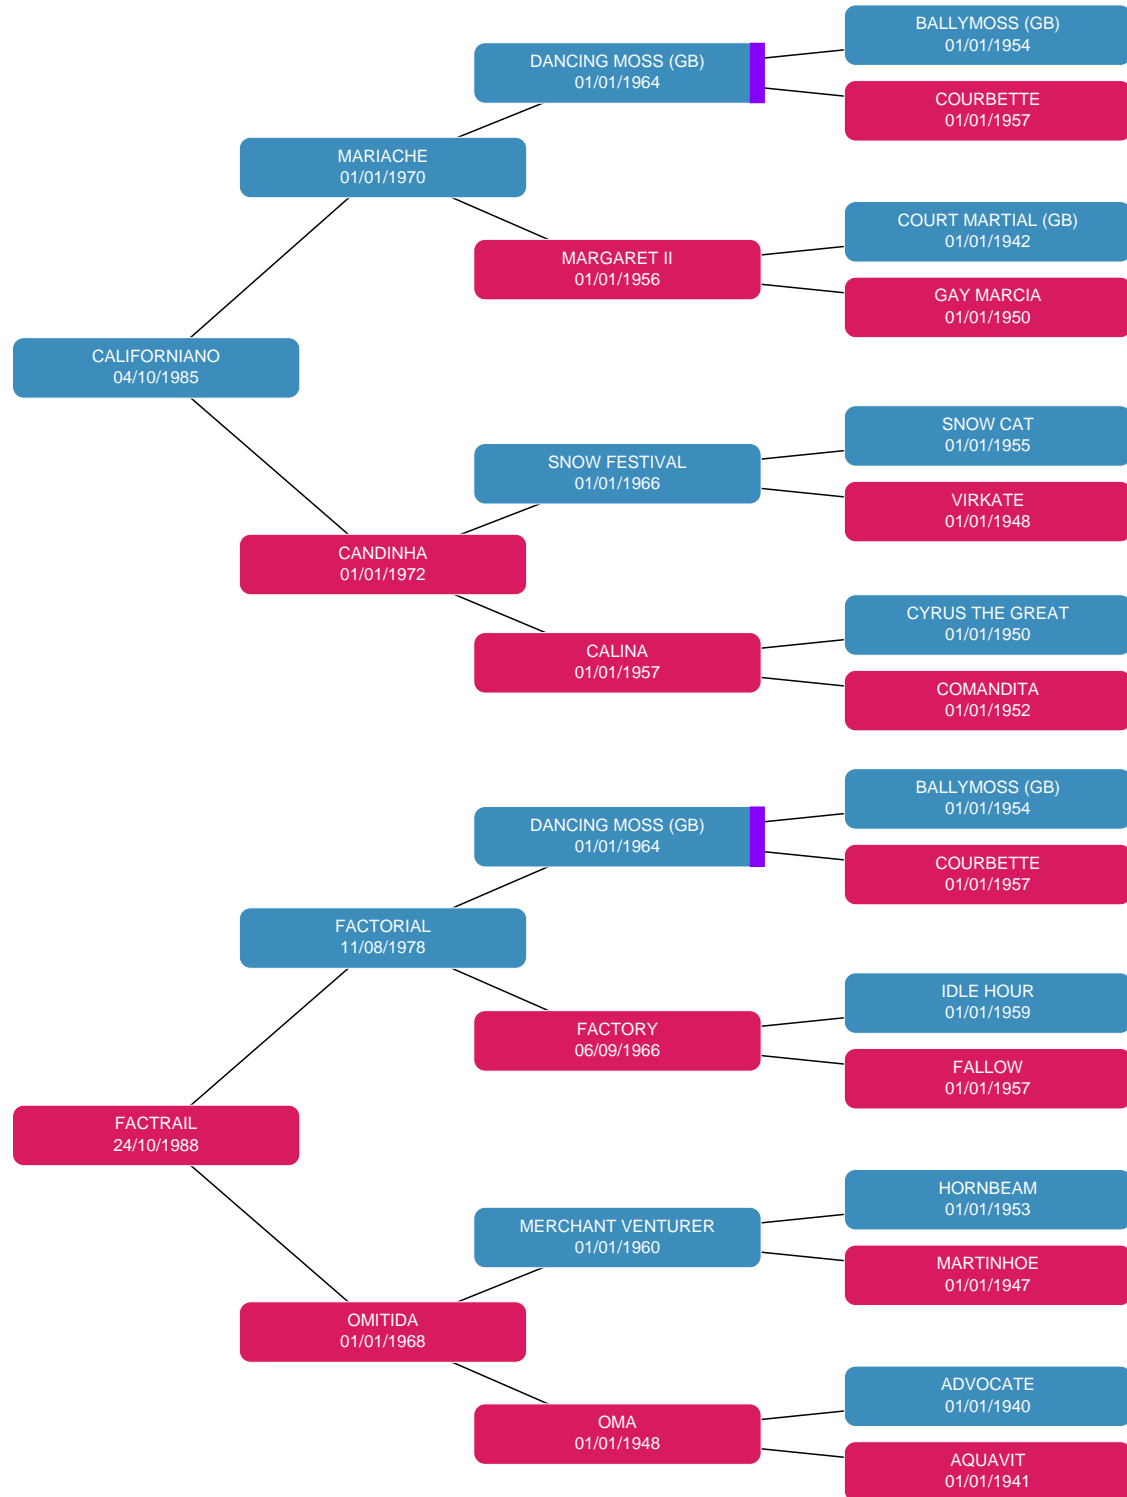 BALLYMOSS (GB)
01/01/1954
DANCING MOSS (GB)
01/01/1964
COURBETTE
01/01/1957
MARIACHE
01/01/1970
COURT MARTIAL (GB)
01/01/1942
MARGARET II
01/01/1956
GAY MARCIA
01/01/1950
CALIFORNIANO
04/10/1985
SNOW CAT
01/01/1955
SNOW FESTIVAL
01/01/1966
VIRKATE
01/01/1948
CANDINHA
01/01/1972
CYRUS THE GREAT
01/01/1950
CALINA
01/01/1957
COMANDITA
01/01/1952
BALLYMOSS (GB)
01/01/1954
DANCING MOSS (GB)
01/01/1964
COURBETTE
01/01/1957
FACTORIAL
11/08/1978
IDLE HOUR
01/01/1959
FACTORY
06/09/1966
FALLOW
01/01/1957
FACTRAIL
24/10/1988
HORNBEAM
01/01/1953
MERCHANT VENTURER
01/01/1960
MARTINHOE
01/01/1947
OMITIDA
01/01/1968
ADVOCATE
01/01/1940
OMA
01/01/1948
AQUAVIT
01/01/1941